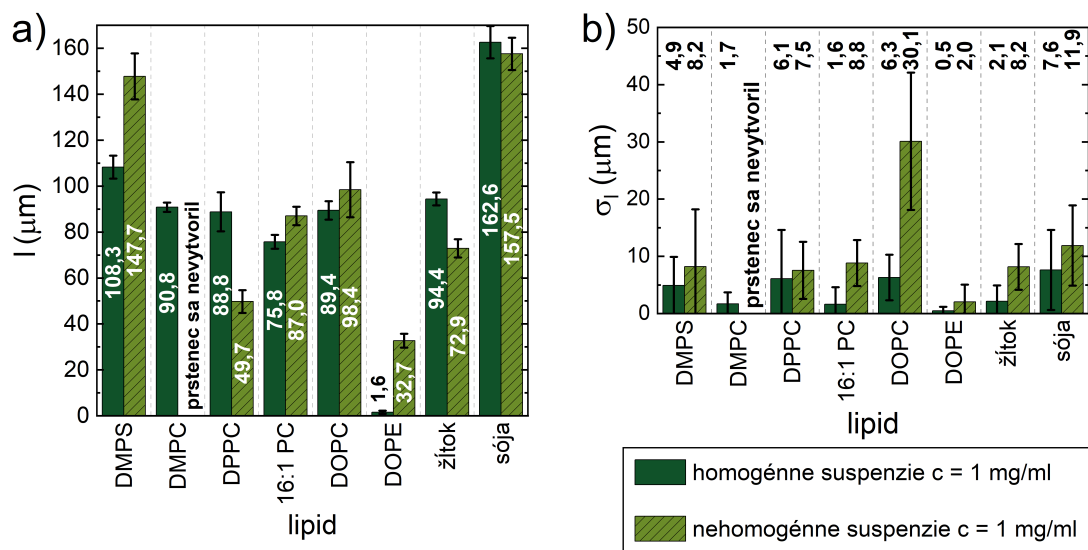 a)
l (μm)
160
140
120
100
80
60
40
20
0
108,3
147,7
90,8
prstenec sa nevytvoril
88,8
49,7
75,8
87,0
89,4
98,4
1,6
32,7
94,4
72,9
162,6
157,5
DMPS
DMPC
DPPC
16:1 PC
DOPC
DOPE
žĺtok
sója
lipid
b)
σl (μm)
50
40
30
20
10
0
4,9
8,2
1,7
prstenec sa nevytvoril
6,1
7,5
1,6
8,8
6,3
30,1
0,5
2,0
2,1
8,2
7,6
11,9
DMPS
DMPC
DPPC
16:1 PC
DOPC
DOPE
žĺtok
sója
lipid
homogénne suspenzie c = 1 mg/ml
nehomogénne suspenzie c = 1 mg/ml